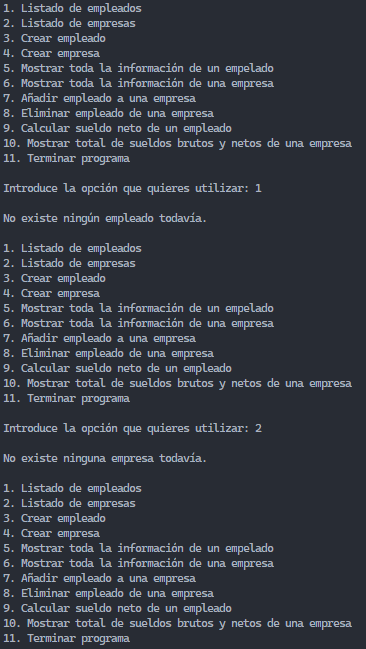 1. Listado de empleados
2. Listado de empresas
3. Crear empleado
4. Crear empresa
5. Mostrar toda la información de un empelado
6. Mostrar toda la información de una empresa
7. Añadir empleado a una empresa
8. Eliminar empleado de una empresa
9. Calcular sueldo neto de un empleado
10. Mostrar total de sueldos brutos y netos de una empresa
11. Terminar programa
Introduce la opción que quieres utilizar: 1
No existe ningún empleado todavía.
1. Listado de empleados
2. Listado de empresas
3. Crear empleado
4. Crear empresa
5. Mostrar toda la información de un empelado
6. Mostrar toda la información de una empresa
7. Añadir empleado a una empresa
8. Eliminar empleado de una empresa
9. Calcular sueldo neto de un empleado
10. Mostrar total de sueldos brutos y netos de una empresa
11. Terminar programa
Introduce la opción que quieres utilizar: 2
No existe ninguna empresa todavía.
1. Listado de empleados
2. Listado de empresas
3. Crear empleado
4. Crear empresa
5. Mostrar toda la información de un empelado
6. Mostrar toda la información de una empresa
7. Añadir empleado a una empresa
8. Eliminar empleado de una empresa
9. Calcular sueldo neto de un empleado
10. Mostrar total de sueldos brutos y netos de una empresa
11. Terminar programa